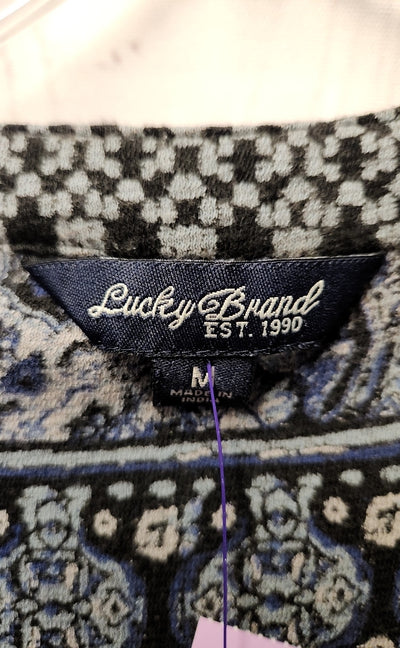 Lucky Brand
EST. 1990
M
MADE IN
INDIA